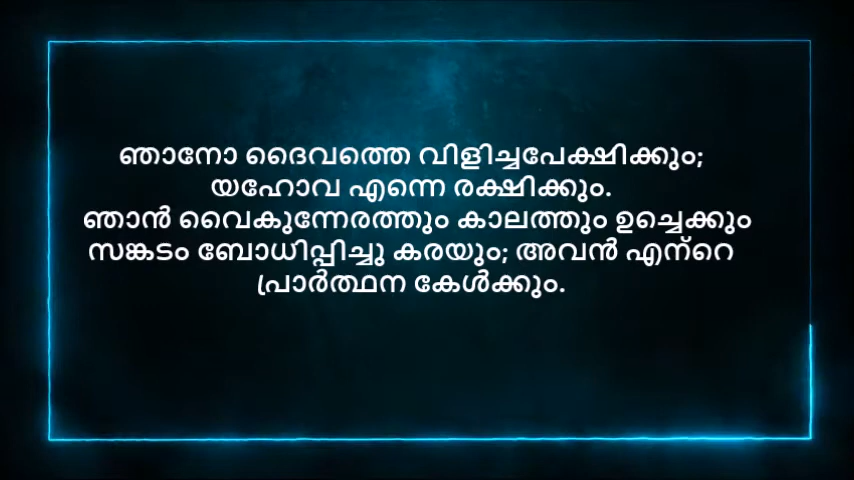 ഞാനോ ദൈവത്തെ വിളിച്ചപേക്ഷിക്കും;
യഹോവ എന്നെ രക്ഷിക്കും.
ഞാൻ വൈകുന്നേരത്തും കാലത്തും ഉച്ചെക്കും
സങ്കടം ബോധിപ്പിച്ചു കരയും; അവൻ എന്റെ
പ്രാർത്ഥന കേൾക്കും.